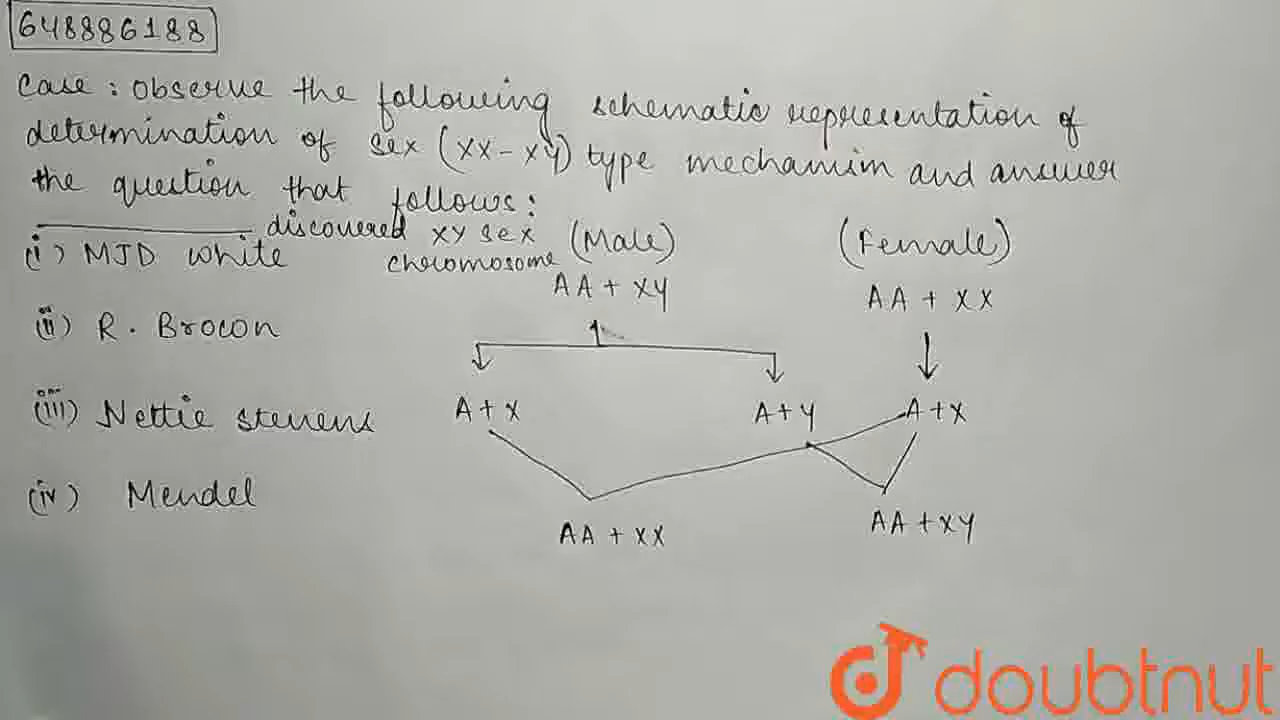 648886188
Case : Observe the following schematic representation of
determination of sex (XX - XY) type mechanism and answer
the question that follows :
__________ discovered XY sex
chromosome
(Male) (Female)
(i) MJD White
AA + XY AA + XX
(ii) R. Brocon
(iii) Nettie stevens
A + X A + Y A + X
(iv) Mendel
AA + XX AA + XY
doubtnut